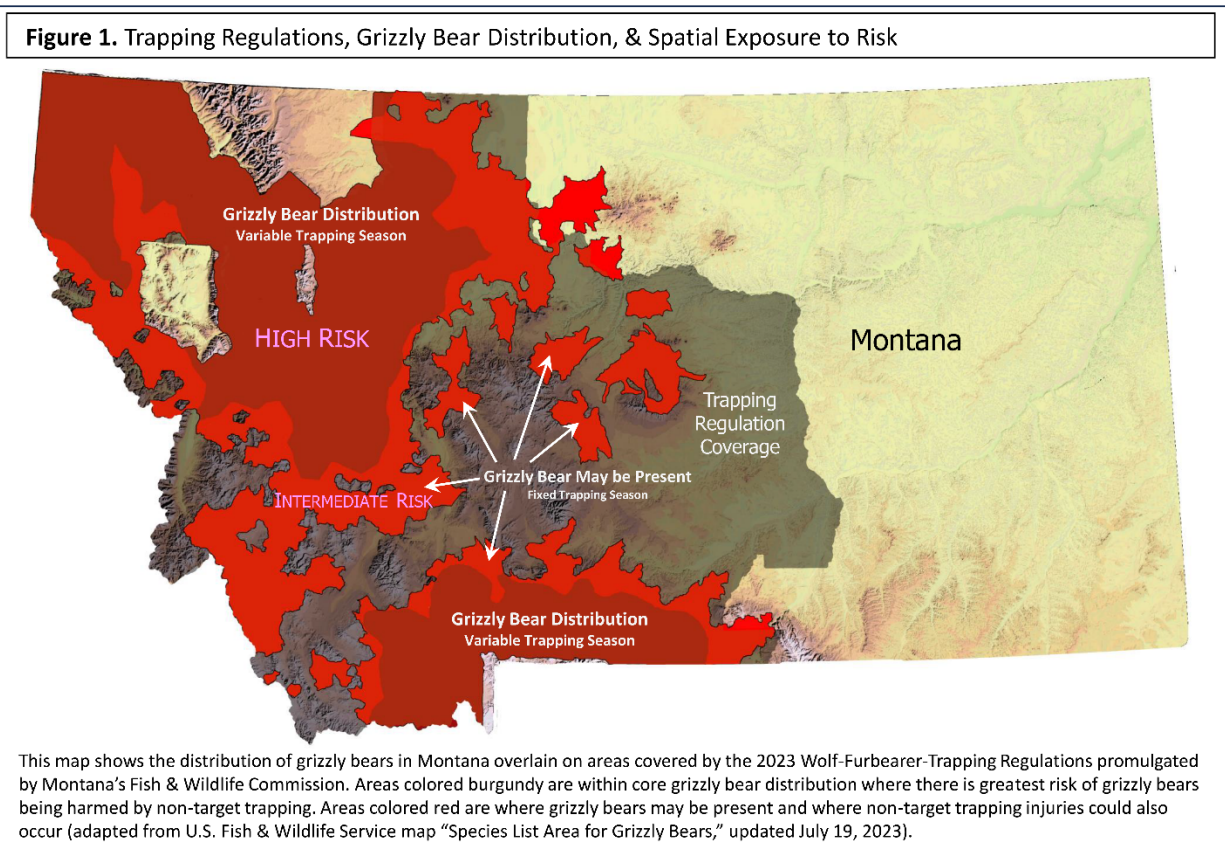 Figure 1. Trapping Regulations, Grizzly Bear Distribution, & Spatial Exposure to Risk
Grizzly Bear Distribution
Variable Trapping Season
HIGH RISK
Montana
Trapping
Regulation
Coverage
Grizzly Bear May be Present
Fixed Trapping Season
INTERMEDIATE RISK
Grizzly Bear Distribution
Variable Trapping Season
This map shows the distribution of grizzly bears in Montana overlain on areas covered by the 2023 Wolf-Furbearer-Trapping Regulations promulgated
by Montana’s Fish & Wildlife Commission. Areas colored burgundy are within core grizzly bear distribution where there is greatest risk of grizzly bears
being harmed by non-target trapping. Areas colored red are where grizzly bears may be present and where non-target trapping injuries could also
occur (adapted from U.S. Fish & Wildlife Service map “Species List Area for Grizzly Bears,” updated July 19, 2023).